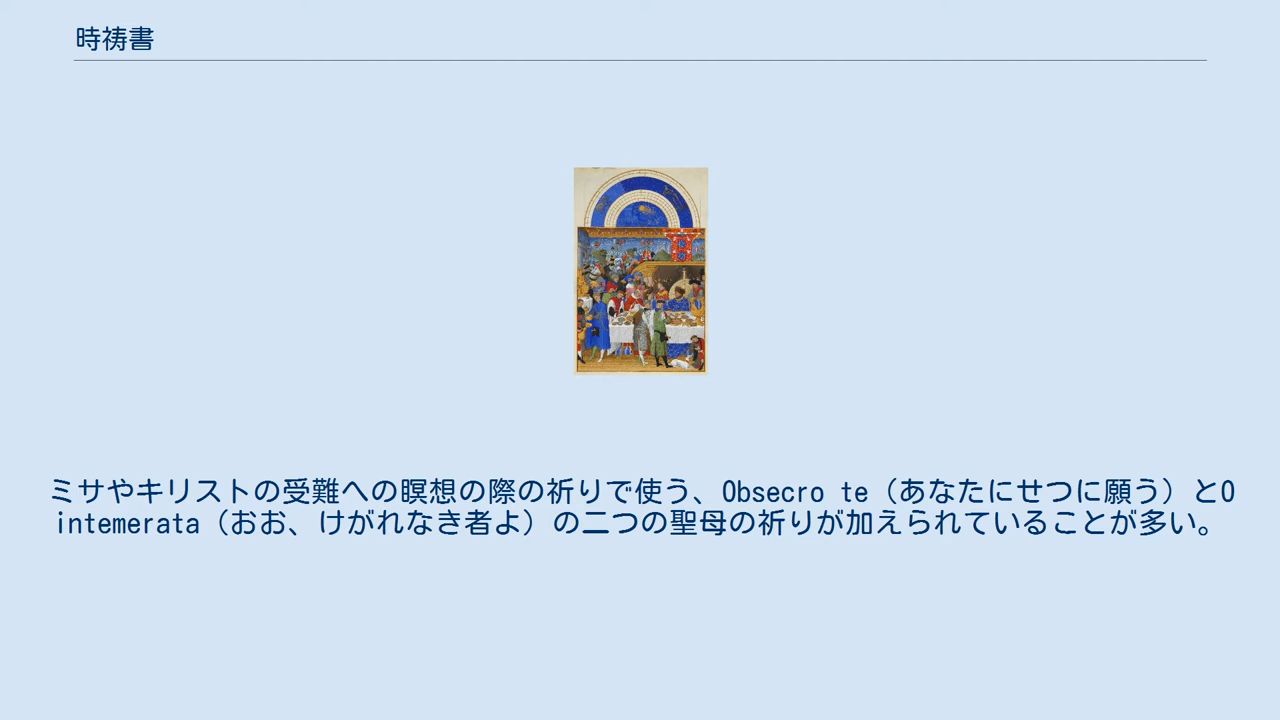 時祷書
ミサやキリストの受難への瞑想の際の祈りで使う、Obsecro te（あなたにせつに願う）とO
intemerata（おお、けがれなき者よ）の二つの聖母の祈りが加えられていることが多い。